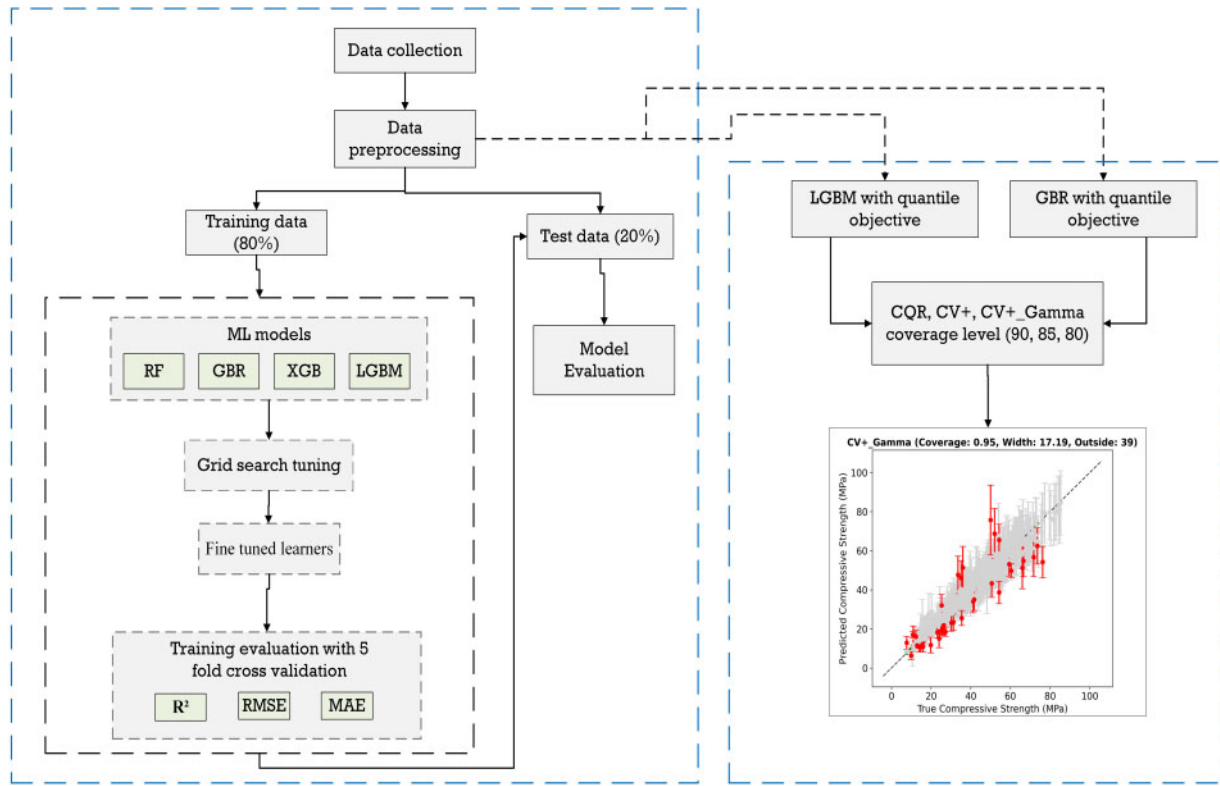 Data collection
Data
preprocessing
Training data
(80%)
Test data (20%)
ML models
RF
GBR
XGB
LGBM
Model
Evaluation
Grid search tuning
Fine tuned learners
Training evaluation with 5
fold cross validation
R²
RMSE
MAE
LGBM with quantile
objective
GBR with quantile
objective
CQR, CV+, CV+_Gamma
coverage level (90, 85, 80)
CV+_Gamma (Coverage: 0.95, Width: 17.19, Outside: 39)
Predicted Compressive Strength (MPa)
100
80
60
40
20
0
0 20 40 60 80 100
True Compressive Strength (MPa)